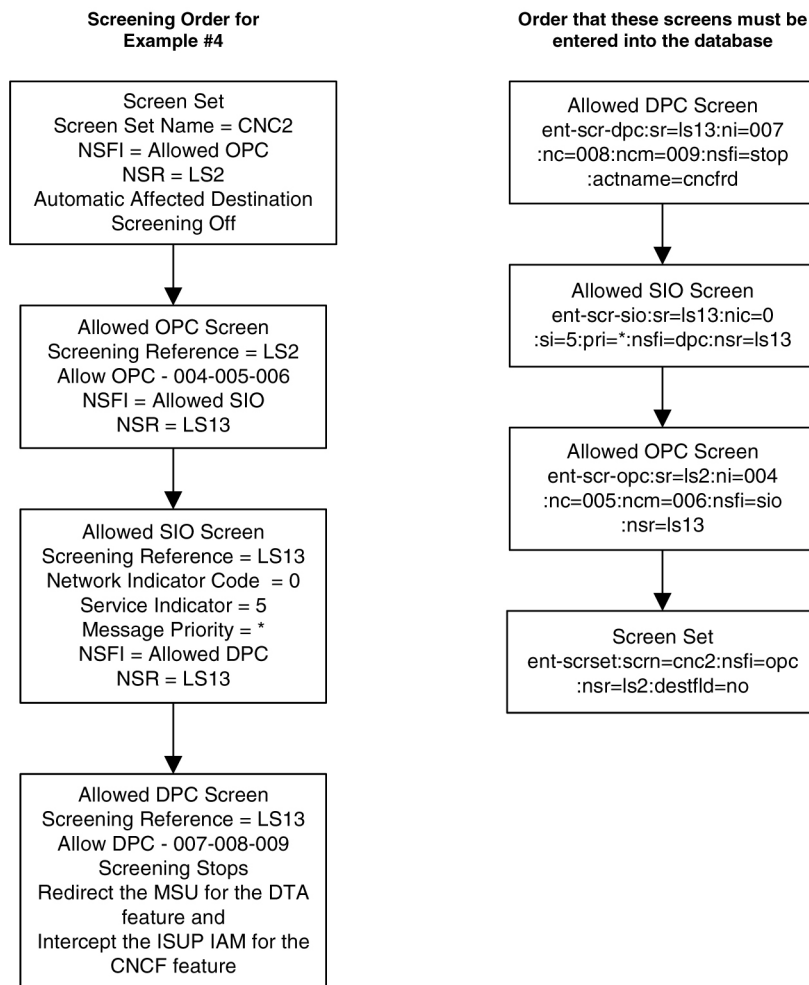 Screening Order for
Example #4
Screen Set
Screen Set Name = CNC2
NSFI = Allowed OPC
NSR = LS2
Automatic Affected Destination
Screening Off
Allowed OPC Screen
Screening Reference = LS2
Allow OPC - 004-005-006
NSFI = Allowed SIO
NSR = LS13
Allowed SIO Screen
Screening Reference = LS13
Network Indicator Code = 0
Service Indicator = 5
Message Priority = *
NSFI = Allowed DPC
NSR = LS13
Allowed DPC Screen
Screening Reference = LS13
Allow DPC - 007-008-009
Screening Stops
Redirect the MSU for the DTA
feature and
Intercept the ISUP IAM for the
CNCF feature
Order that these screens must be
entered into the database
Allowed DPC Screen
ent-scr-dpc:sr=ls13:ni=007
:nc=008:ncm=009:nsfi=stop
:actname=cncfrd
Allowed SIO Screen
ent-scr-sio:sr=ls13:nic=0
:si=5:pri=*:nsfi=dpc:nsr=ls13
Allowed OPC Screen
ent-scr-opc:sr=ls2:ni=004
:nc=005:ncm=006:nsfi=sio
:nsr=ls13
Screen Set
ent-scrset:scrn=cnc2:nsfi=opc
:nsr=ls2:destfld=no